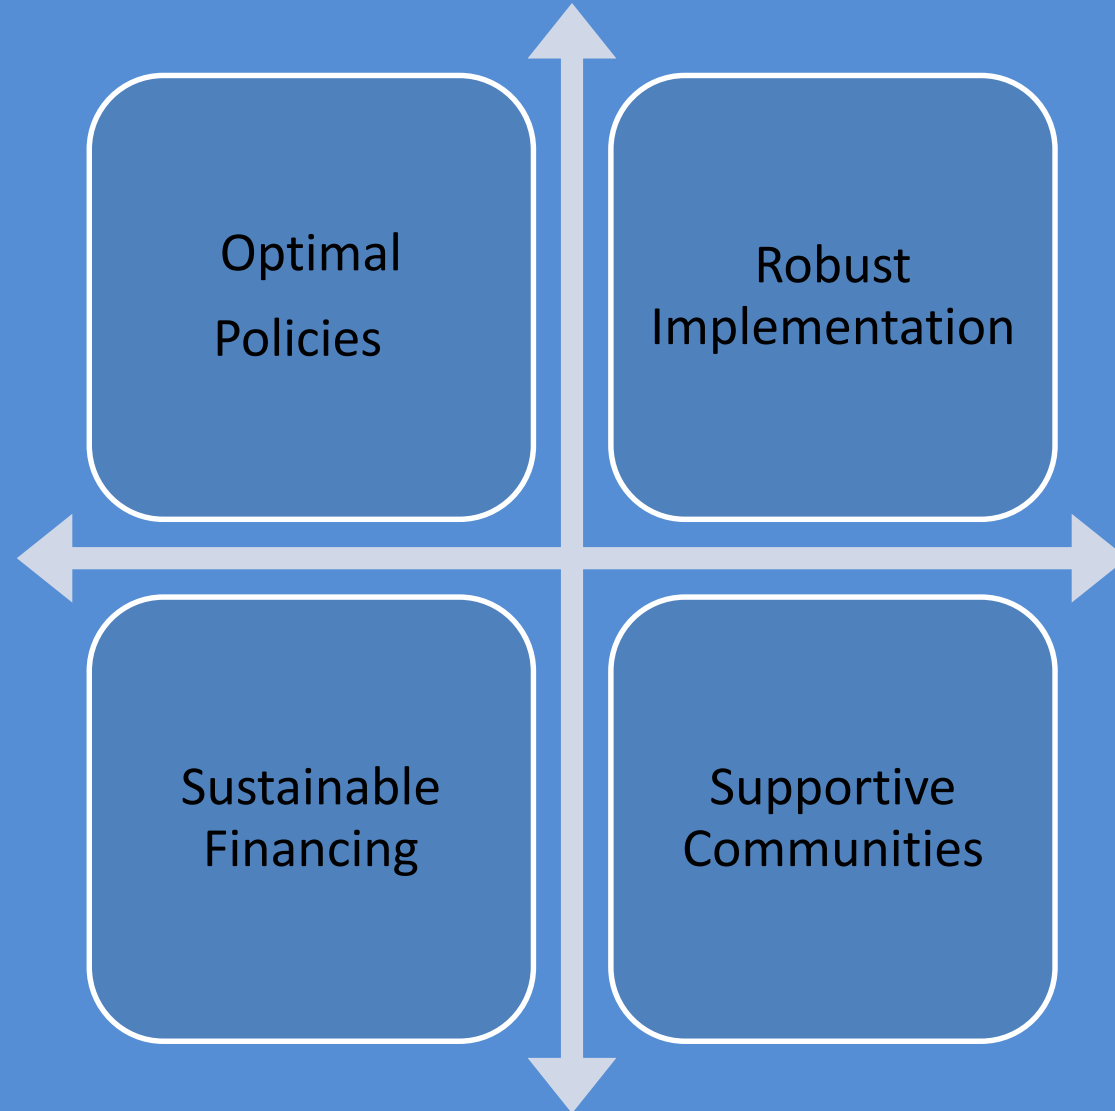 Optimal
Policies
Robust
Implementation
Sustainable
Financing
Supportive
Communities